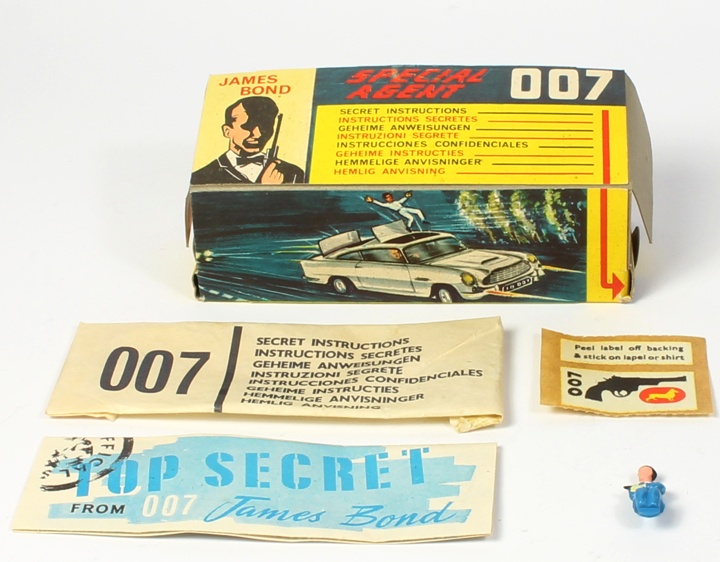 JAMES
BOND
SPECIAL
AGENT
007
SECRET INSTRUCTIONS
INSTRUCTIONS SECRETES
GEHEIME ANWEISUNGEN
INSTRUZIONI SEGRETE
INSTRUCCIONES CONFIDENCIALES
GEHEIME INSTRUCTIES
HEMMELIGE ANVISNINGER
HEMLIG ANVISNING
007
SECRET INSTRUCTIONS
INSTRUCTIONS SECRETES
GEHEIME ANWEISUNGEN
INSTRUZIONI SEGRETE
INSTRUCCIONES CONFIDENCIALES
GEHEIME INSTRUCTIES
HEMMELIGE ANVISNINGER
HEMLIG ANVISNING
Peel label off backing
& stick on lapel or shirt
007
TOP SECRET
FROM 007 James Bond